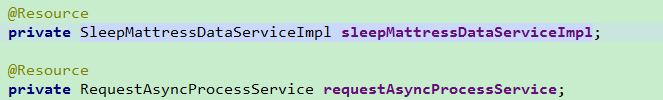 @Resource
private SleepMattressDataServiceImpl sleepMattressDataServiceImpl;
@Resource
private RequestAsyncProcessService requestAsyncProcessService;